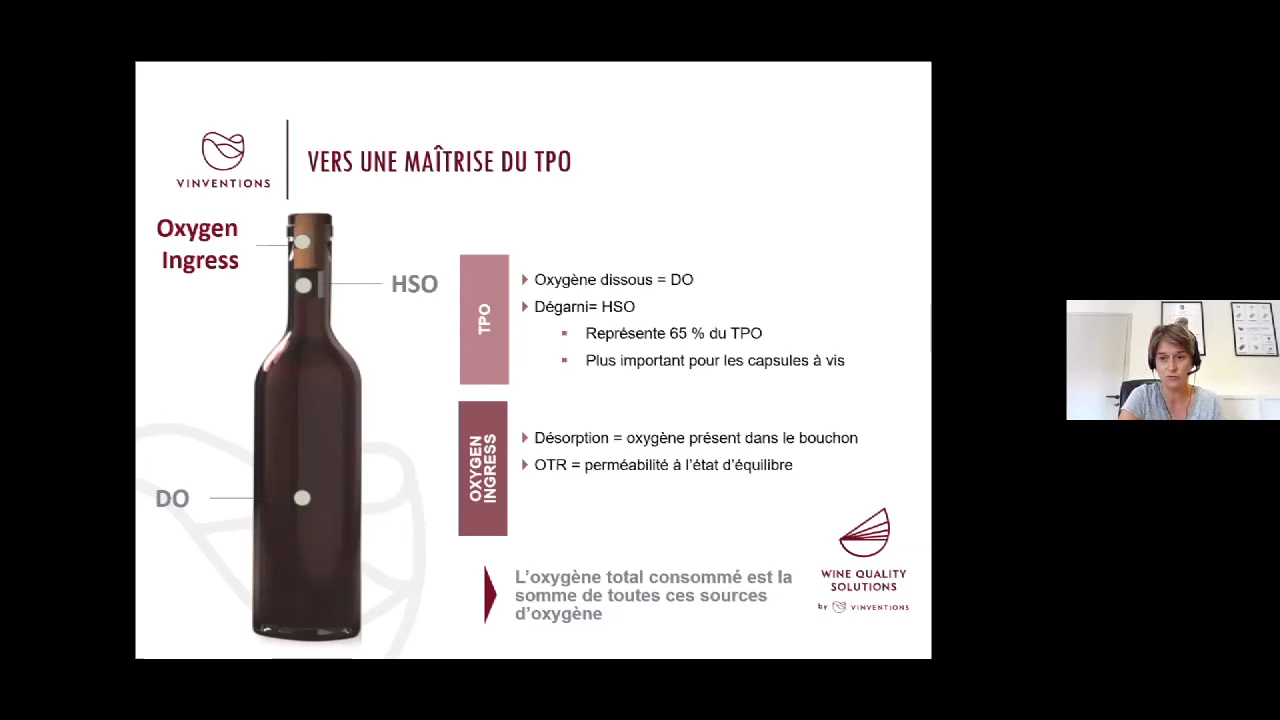 VINVENTIONS
VERS UNE MAÎTRISE DU TPO
Oxygen
Ingress
HSO
DO
TPO
Oxygène dissous = DO
Dégarni= HSO
Représente 65 % du TPO
Plus important pour les capsules à vis
OXYGEN
INGRESS
Désorption = oxygène présent dans le bouchon
OTR = perméabilité à l'état d'équilibre
L'oxygène total consommé est la
somme de toutes ces sources
d'oxygène
WINE QUALITY
SOLUTIONS
by VINVENTIONS